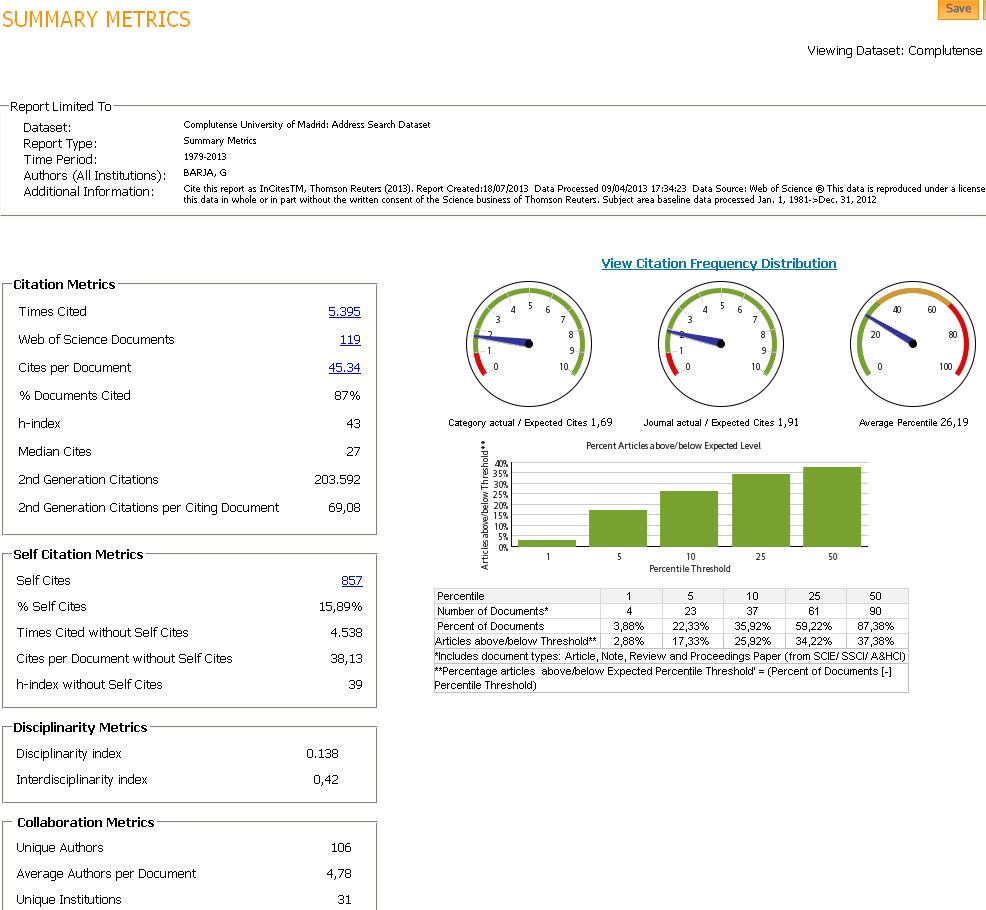 SUMMARY METRICS
Save
Viewing Dataset: Complutense
Report Limited To
Dataset: Complutense University of Madrid: Address Search Dataset
Report Type: Summary Metrics
Time Period: 1979-2013
Authors (All Institutions): BARJA, G
Additional Information: Cite this report as InCitesTM, Thomson Reuters (2013). Report Created:18/07/2013 Data Processed 09/04/2013 17:34:23 Data Source: Web of Science ® This data is reproduced under a license
this data in whole or in part without the written consent of the Science business of Thomson Reuters. Subject area baseline data processed Jan. 1, 1981->Dec. 31, 2012
Citation Metrics
Times Cited 5.395
Web of Science Documents 119
Cites per Document 45.34
% Documents Cited 87%
h-index 43
Median Cites 27
2nd Generation Citations 203.592
2nd Generation Citations per Citing Document 69,08
Self Citation Metrics
Self Cites 857
% Self Cites 15,89%
Times Cited without Self Cites 4.538
Cites per Document without Self Cites 38,13
h-index without Self Cites 39
Disciplinarity Metrics
Disciplinarity index 0.138
Interdisciplinarity index 0,42
Collaboration Metrics
Unique Authors 106
Average Authors per Document 4,78
Unique Institutions 31
View Citation Frequency Distribution
0 1 2 3 4 5 6 7 8 9 10
0 1 2 3 4 5 6 7 8 9 10
0 20 40 60 80 100
Category actual / Expected Cites 1,69
Journal actual / Expected Cites 1,91
Average Percentile 26,19
Percent Articles above/below Expected Level
Articles above/below Threshold**
40%
35%
30%
25%
20%
15%
10%
5%
0%
1 5 10 25 50
Percentile Threshold
Percentile 1 5 10 25 50
Number of Documents* 4 23 37 61 90
Percent of Documents 3,88% 22,33% 35,92% 59,22% 87,38%
Articles above/below Threshold** 2,88% 17,33% 25,92% 34,22% 37,38%
*Includes document types: Article, Note, Review and Proceedings Paper (from SCIE/ SSCI/ A&HCI)
**Percentage articles above/below Expected Percentile Threshold' = (Percent of Documents [-]
Percentile Threshold)